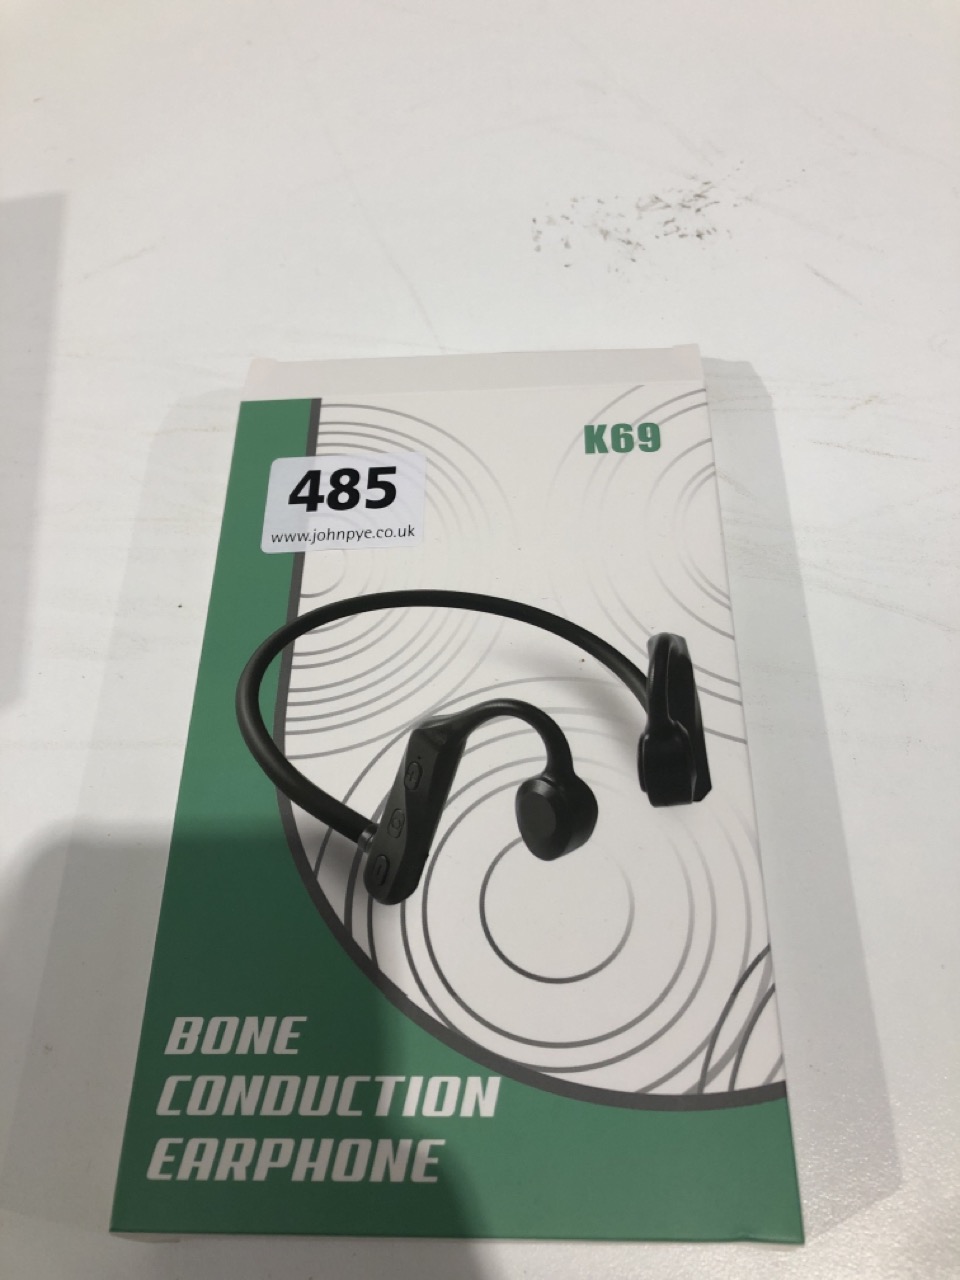 K69
485
www.johnpye.co.uk
BONE
CONDUCTION
EARPHONE